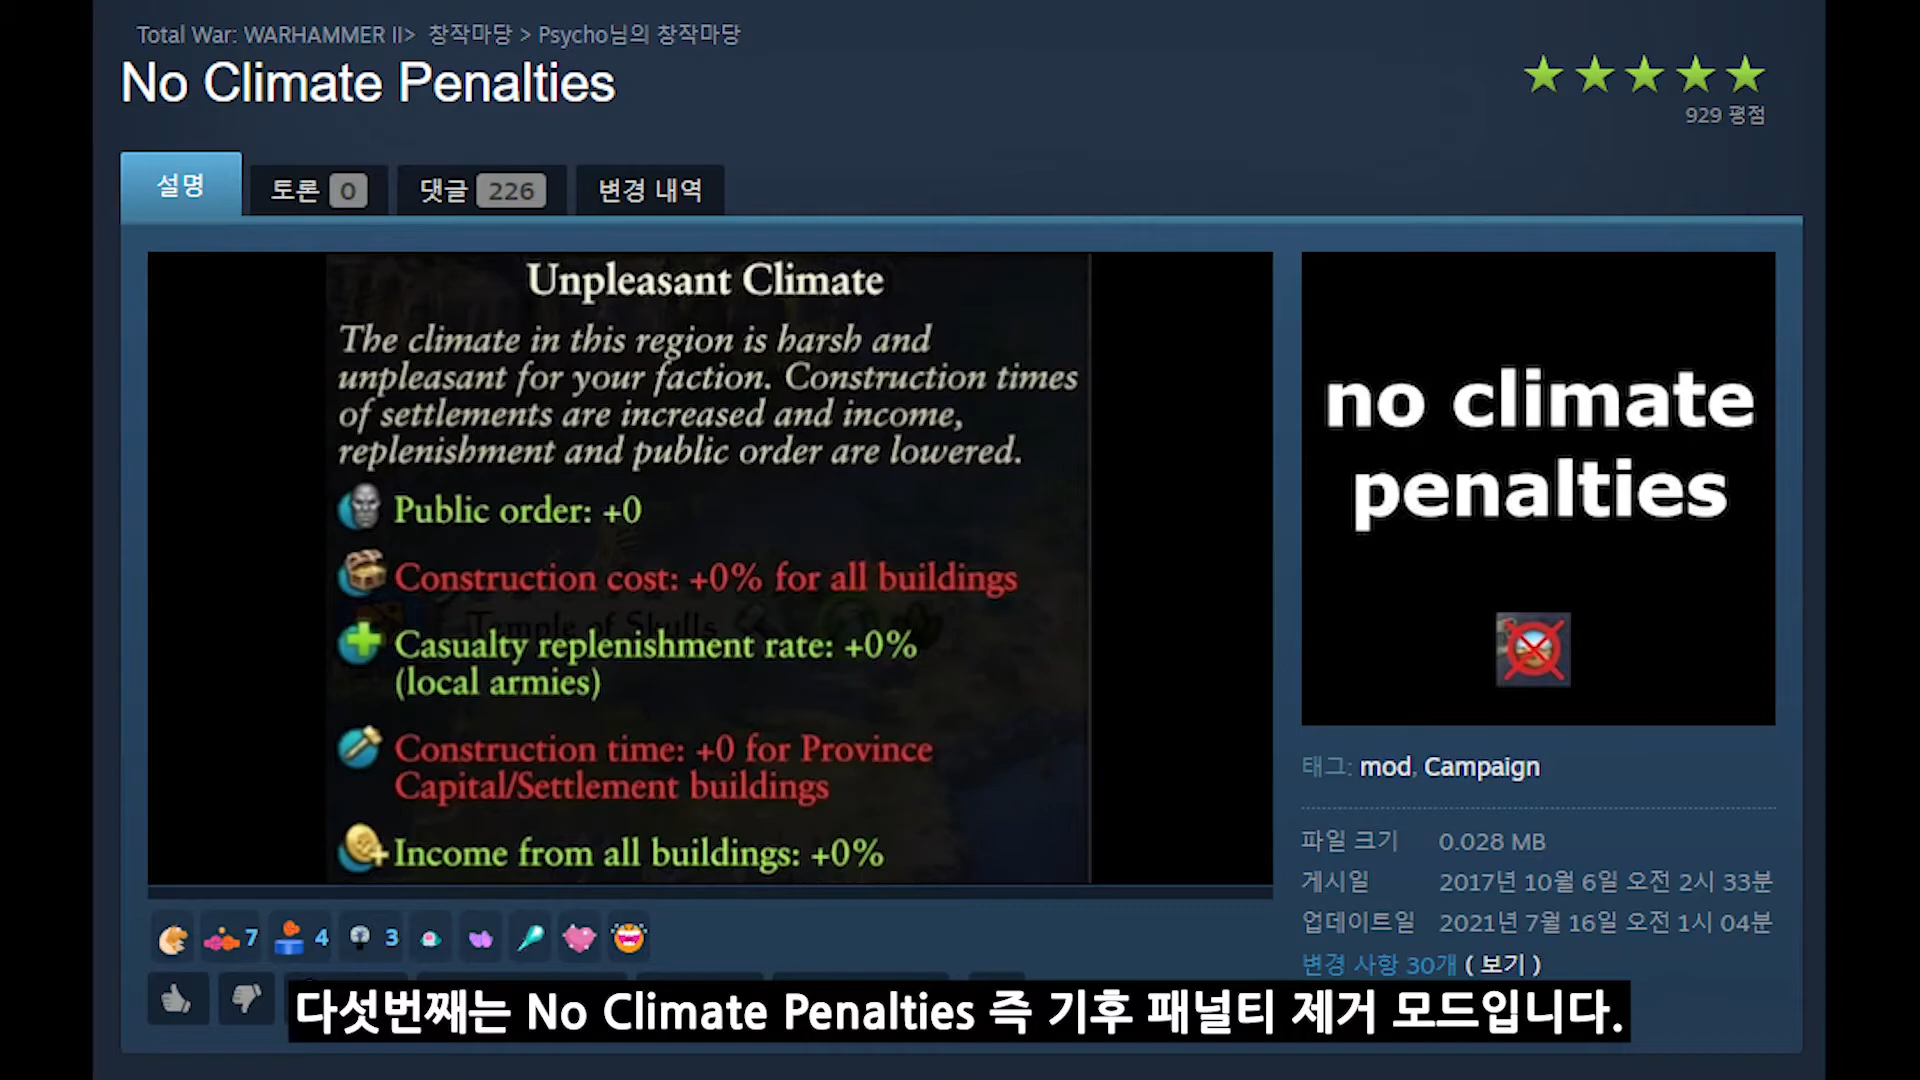 Total War: WARHAMMER II> 창작마당 > Psycho님의 창작마당
No Climate Penalties
929 평점
설명
토론 0
댓글 226
변경 내역
Unpleasant Climate
The climate in this region is harsh and
unpleasant for your faction. Construction times
of settlements are increased and income,
replenishment and public order are lowered.
Public order: +0
Construction cost: +0% for all buildings
Temple of Skulls
Casualty replenishment rate: +0%
(local armies)
Construction time: +0 for Province
Capital/Settlement buildings
Income from all buildings: +0%
no climate
penalties
태그: mod, Campaign
파일 크기 0.028 MB
게시일 2017년 10월 6일 오전 2시 33분
업데이트일 2021년 7월 16일 오전 1시 04분
변경 사항 30개 ( 보기 )
7 4 3
다섯번째는 No Climate Penalties 즉 기후 패널티 제거 모드입니다.